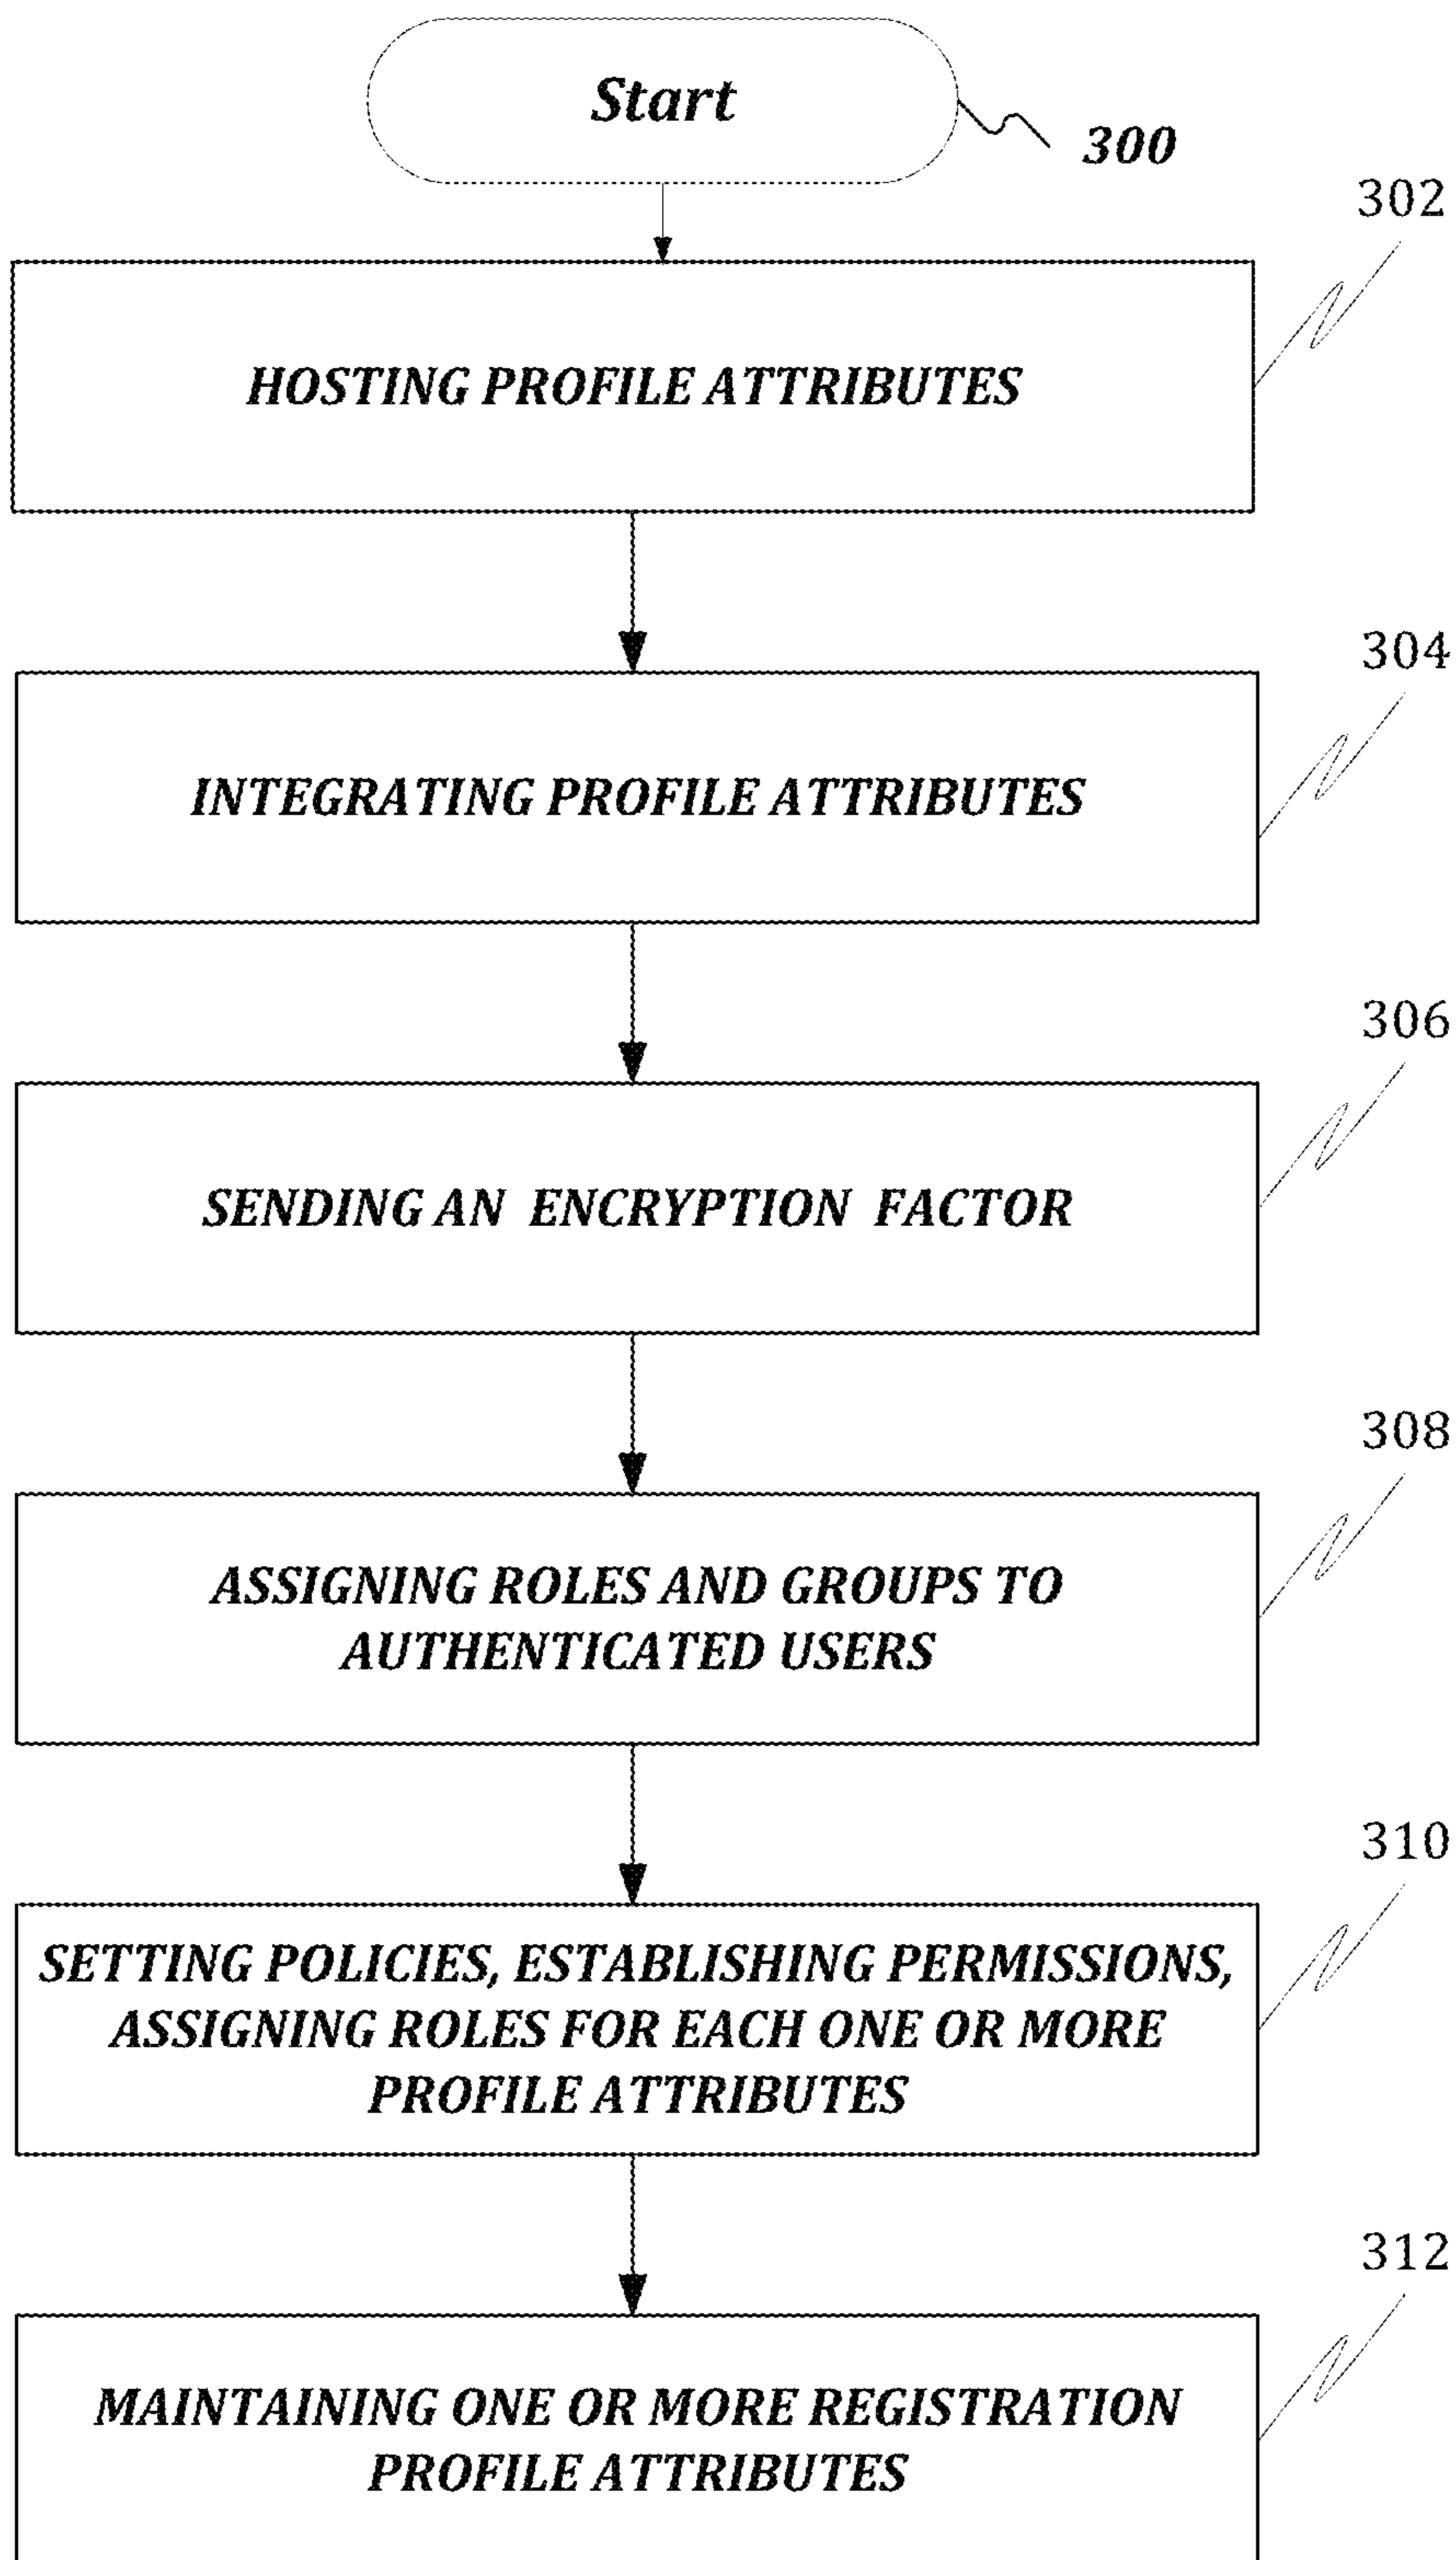 Start
300
302
HOSTING PROFILE ATTRIBUTES
304
INTEGRATING PROFILE ATTRIBUTES
306
SENDING AN ENCRYPTION FACTOR
308
ASSIGNING ROLES AND GROUPS TO
AUTHENTICATED USERS
310
SETTING POLICIES, ESTABLISHING PERMISSIONS,
ASSIGNING ROLES FOR EACH ONE OR MORE
PROFILE ATTRIBUTES
312
MAINTAINING ONE OR MORE REGISTRATION
PROFILE ATTRIBUTES